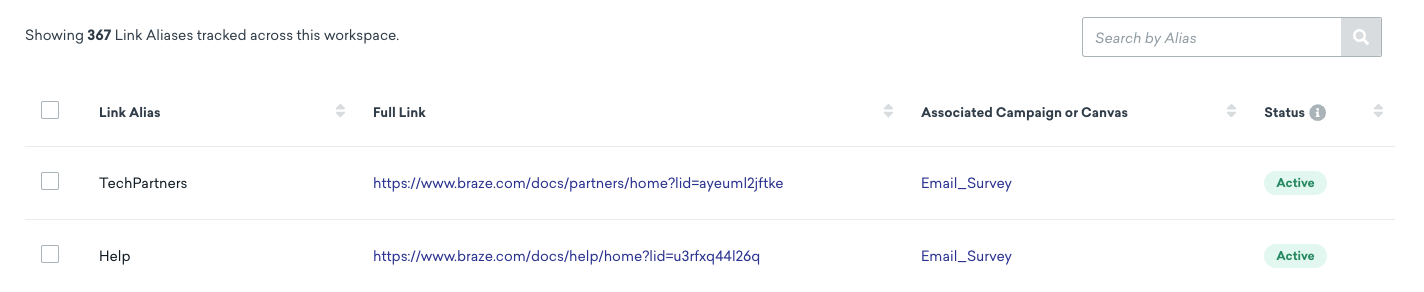 Showing 367 Link Aliases tracked across this workspace.
Search by Alias
Link Alias Full Link Associated Campaign or Canvas Status
TechPartners https://www.braze.com/docs/partners/home?lid=ayeuml2jftke Email_Survey Active
Help https://www.braze.com/docs/help/home?lid=u3rfxq44l26q Email_Survey Active